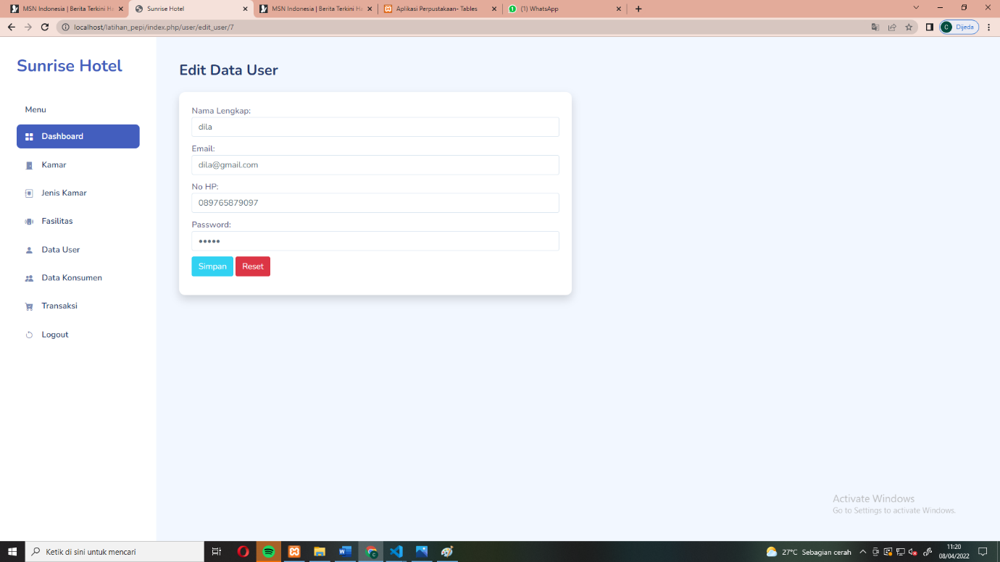 MSN Indonesia | Berita Terkini Ha
Sunrise Hotel
MSN Indonesia | Berita Terkini Ha
Aplikasi Perpustakaan- Tables
(1) WhatsApp
localhost/latihan_pepi/index.php/user/edit_user/7
C
Dijeda
Sunrise Hotel
Menu
Dashboard
Kamar
Jenis Kamar
Fasilitas
Data User
Data Konsumen
Transaksi
Logout
Edit Data User
Nama Lengkap:
dila
Email:
dila@gmail.com
No HP:
089765879097
Password:
•••••
Simpan
Reset
Activate Windows
Go to Settings to activate Windows.
Ketik di sini untuk mencari
27°C Sebagian cerah
11:20
08/04/2022